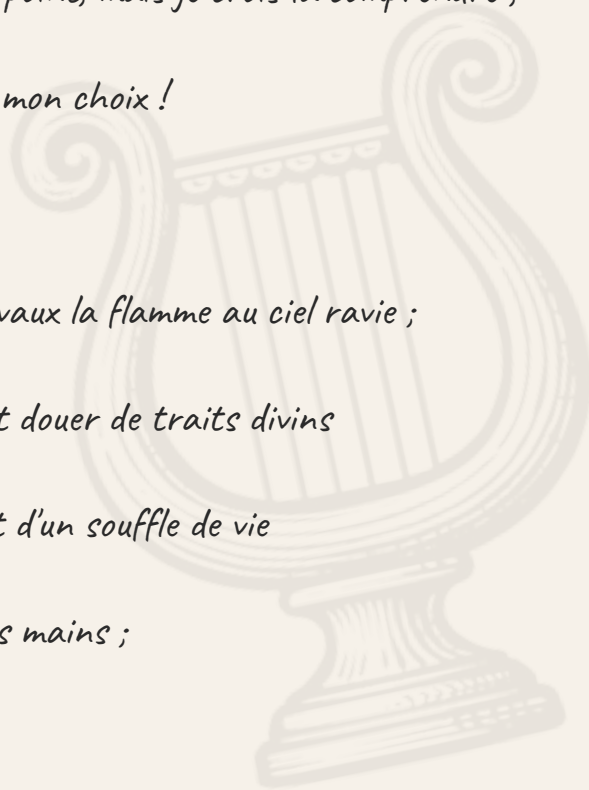 mon choix !
vaux la flamme au ciel ravie ;
t douer de traits divins
t d'un souffle de vie
s mains ;